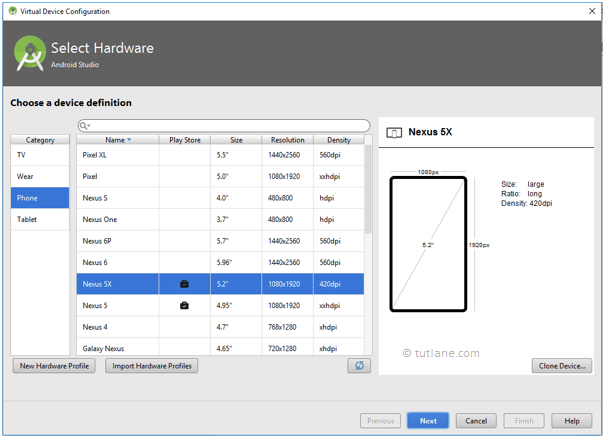 Virtual Device Configuration
Select Hardware
Android Studio
Choose a device definition
Category
TV
Wear
Phone
Tablet
Name Play Store Size Resolution Density
Pixel XL 5.5" 1440x2560 560dpi
Pixel 5.0" 1080x1920 xxhdpi
Nexus S 4.0" 480x800 hdpi
Nexus One 3.7" 480x800 hdpi
Nexus 6P 5.7" 1440x2560 560dpi
Nexus 6 5.96" 1440x2560 560dpi
Nexus 5X 5.2" 1080x1920 420dpi
Nexus 5 4.95" 1080x1920 xxhdpi
Nexus 4 4.7" 768x1280 xhdpi
Galaxy Nexus 4.65" 720x1280 xhdpi
New Hardware Profile Import Hardware Profiles
Nexus 5X
1080px
5.2"
1920px
Size: large
Ratio: long
Density: 420dpi
© tutlane.com
Clone Device...
Previous Next Cancel Finish Help